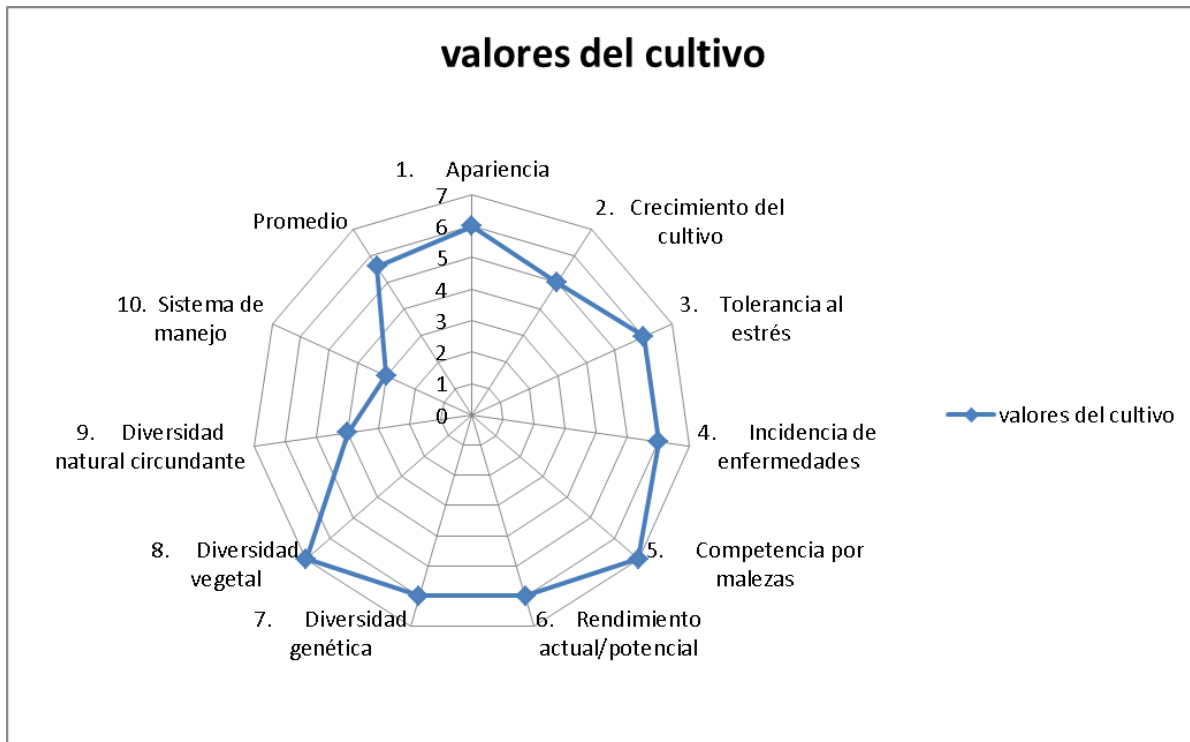 valores del cultivo
1. Apariencia
2. Crecimiento del
cultivo
3. Tolerancia al
estrés
4. Incidencia de
enfermedades
5. Competencia por
malezas
6. Rendimiento
actual/potencial
7. Diversidad
genética
8. Diversidad
vegetal
9. Diversidad
natural circundante
10. Sistema de
manejo
Promedio
7
6
5
4
3
2
1
0
valores del cultivo